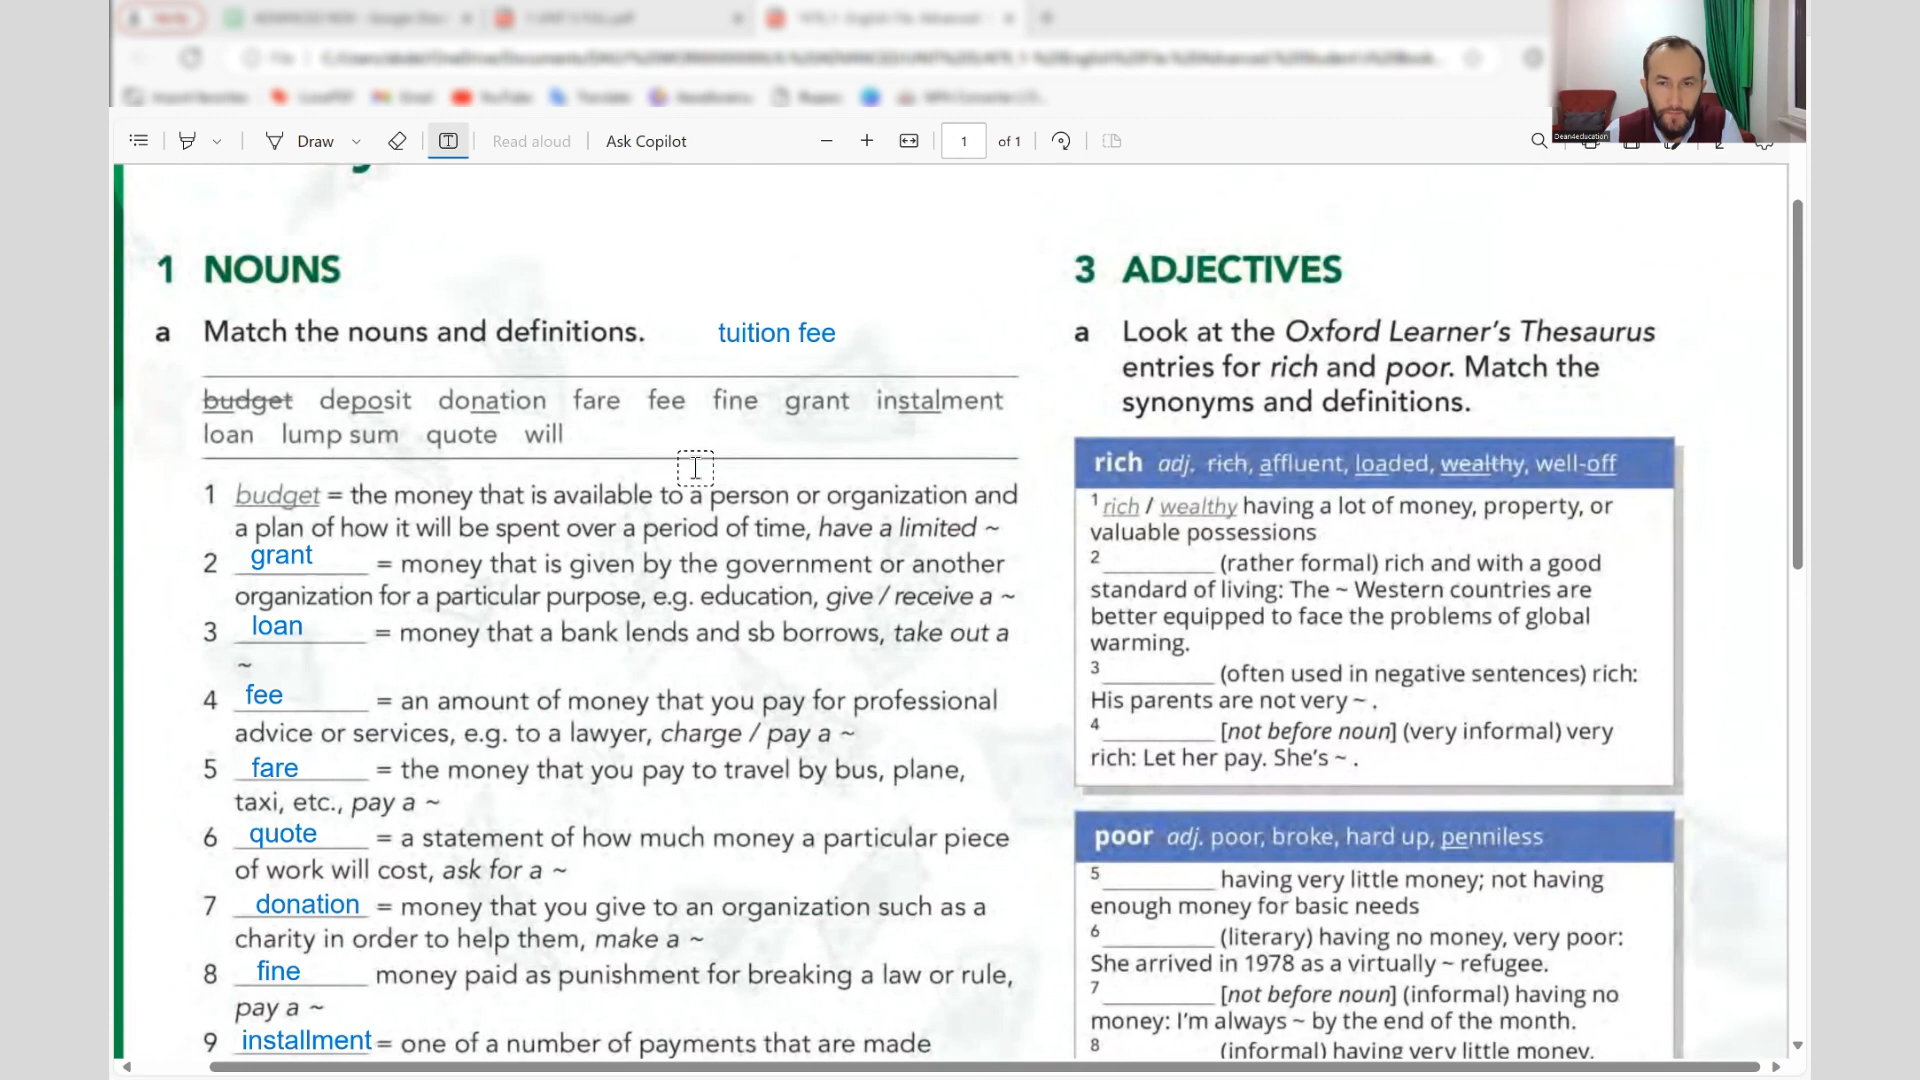 Draw
Read aloud
Ask Copilot
1
of 1
Dean4education
1 NOUNS
a Match the nouns and definitions. tuition fee
budget deposit donation fare fee fine grant instalment
loan lump sum quote will
1 budget = the money that is available to a person or organization and
a plan of how it will be spent over a period of time, have a limited ~
2 grant = money that is given by the government or another
organization for a particular purpose, e.g. education, give / receive a ~
3 loan = money that a bank lends and sb borrows, take out a
~
4 fee = an amount of money that you pay for professional
advice or services, e.g. to a lawyer, charge / pay a ~
5 fare = the money that you pay to travel by bus, plane,
taxi, etc., pay a ~
6 quote = a statement of how much money a particular piece
of work will cost, ask for a ~
7 donation = money that you give to an organization such as a
charity in order to help them, make a ~
8 fine money paid as punishment for breaking a law or rule,
pay a ~
9 installment = one of a number of payments that are made
3 ADJECTIVES
a Look at the Oxford Learner's Thesaurus
entries for rich and poor. Match the
synonyms and definitions.
rich adj. rich, affluent, loaded, wealthy, well-off
1 rich / wealthy having a lot of money, property, or
valuable possessions
2 __________ (rather formal) rich and with a good
standard of living: The ~ Western countries are
better equipped to face the problems of global
warming.
3 __________ (often used in negative sentences) rich:
His parents are not very ~ .
4 __________ [not before noun] (very informal) very
rich: Let her pay. She's ~ .
poor adj. poor, broke, hard up, penniless
5 __________ having very little money; not having
enough money for basic needs
6 __________ (literary) having no money, very poor:
She arrived in 1978 as a virtually ~ refugee.
7 __________ [not before noun] (informal) having no
money: I'm always ~ by the end of the month.
8 __________ (informal) having very little money,